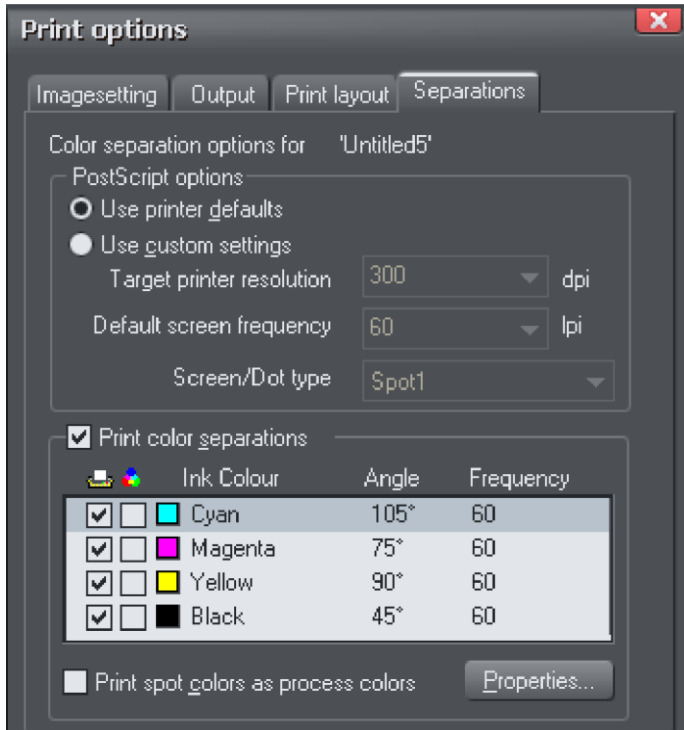 Print options
Imagesetting Output Print layout Separations
Color separation options for 'Untitled5'
PostScript options
Use printer defaults
Use custom settings
Target printer resolution 300 dpi
Default screen frequency 60 lpi
Screen/Dot type Spot1
Print color separations
Ink Colour Angle Frequency
Cyan 105° 60
Magenta 75° 60
Yellow 90° 60
Black 45° 60
Print spot colors as process colors Properties...